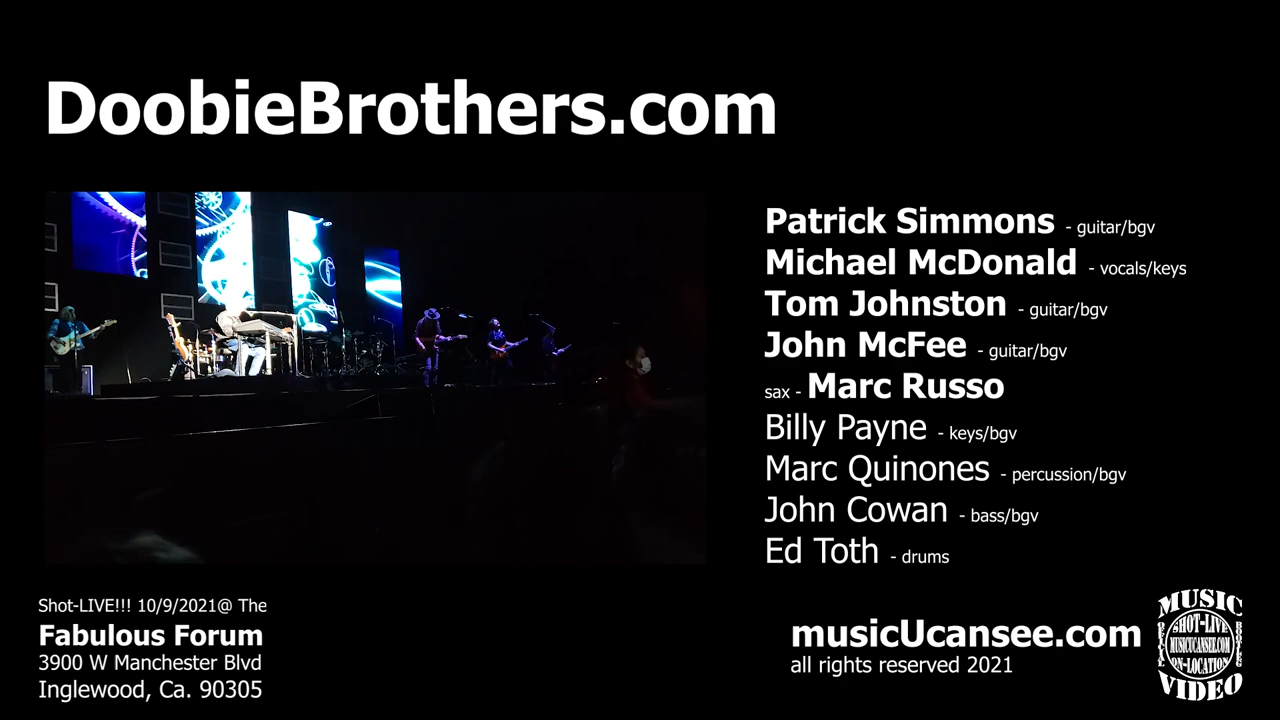 DoobieBrothers.com
Patrick Simmons - guitar/bgv
Michael McDonald - vocals/keys
Tom Johnston - guitar/bgv
John McFee - guitar/bgv
sax - Marc Russo
Billy Payne - keys/bgv
Marc Quinones - percussion/bgv
John Cowan - bass/bgv
Ed Toth - drums
Shot-LIVE!!! 10/9/2021@ The
Fabulous Forum
3900 W Manchester Blvd
Inglewood, Ca. 90305
musicUcansee.com
all rights reserved 2021
MUSIC
SHOT-LIVE
MUSICUCANSEE.COM
ON-LOCATION
VIDEO